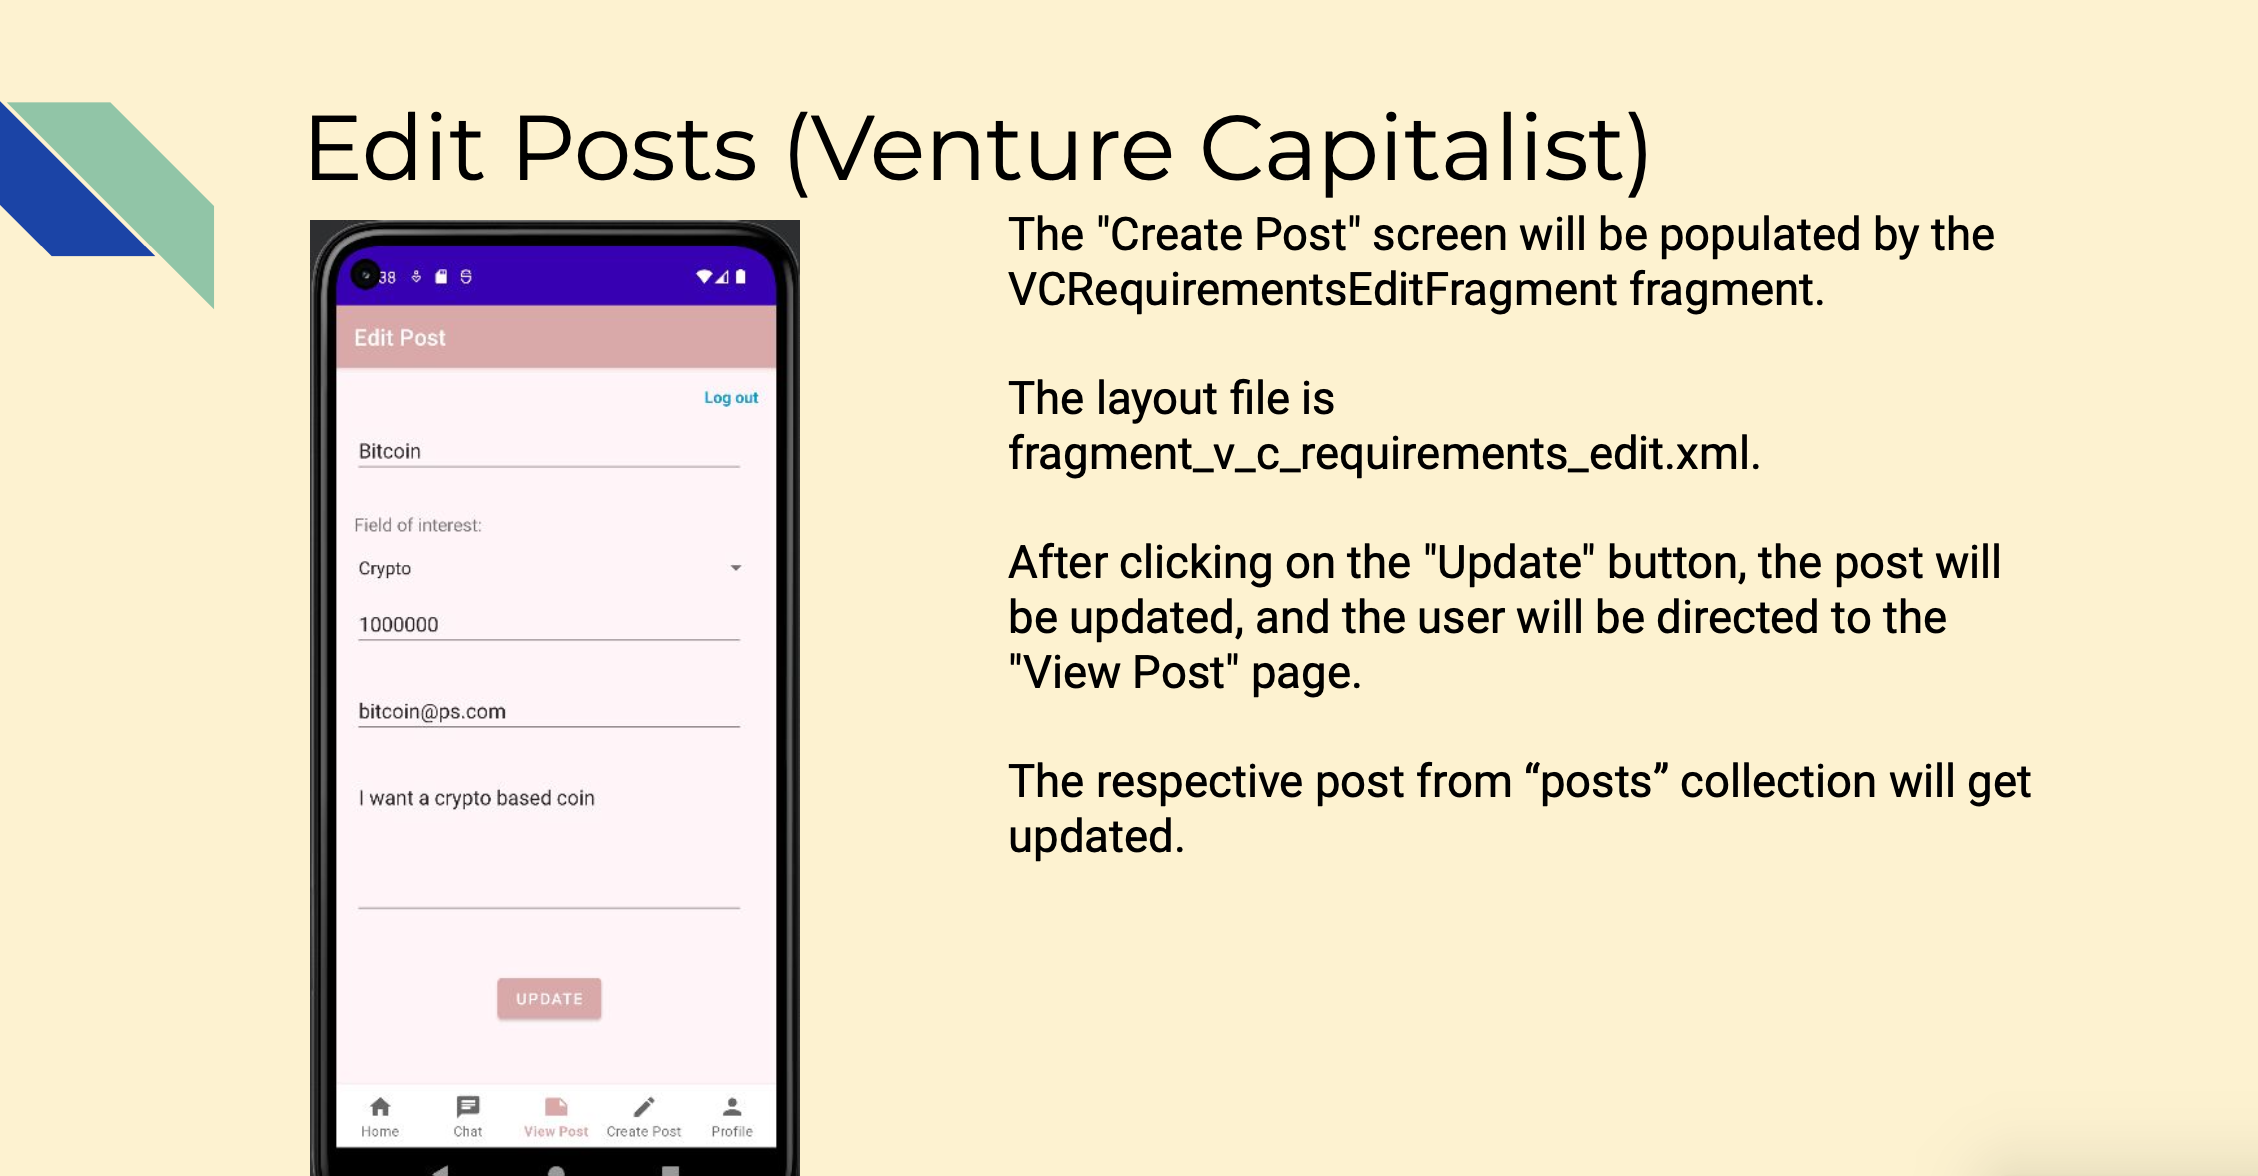 Edit Posts (Venture Capitalist)
38
Edit Post
Log out
Bitcoin
Field of interest:
Crypto
1000000
bitcoin@ps.com
I want a crypto based coin
UPDATE
Home
Chat
View Post
Create Post
Profile
The "Create Post" screen will be populated by the
VCRequirementsEditFragment fragment.
The layout file is
fragment_v_c_requirements_edit.xml.
After clicking on the "Update" button, the post will
be updated, and the user will be directed to the
"View Post" page.
The respective post from “posts” collection will get
updated.